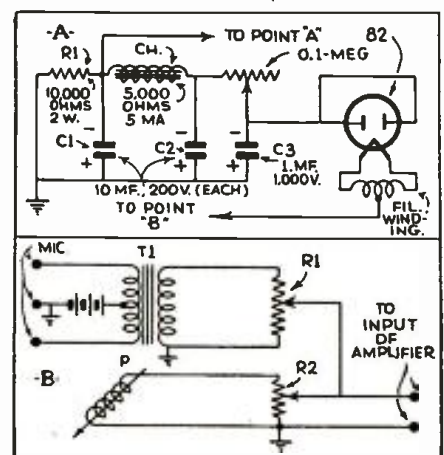 -A-
R1
CH.
TO POINT "A"
0.1-MEG
82
10,000
OHMS
2 W.
5,000
OHMS
5 MA
C1
-
+
C2
-
+
-
+
C3
1. MF.
1,000V.
10 MF., 200V. (EACH)
TO POINT
"B"
FIL.
WIND-
ING.
MIC
T1
R1
TO
INPUT
OF
AMPLIFIER
-B-
P
R2